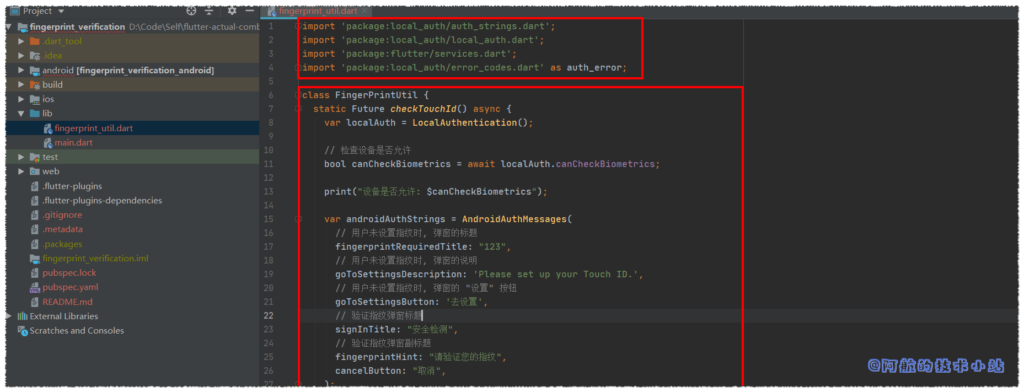 Project
fingerprint_util.dart
fingerprint_verification D:\Code\Self\flutter-actual-comb
.dart_tool
.idea
android [fingerprint_verification_android]
build
ios
lib
fingerprint_util.dart
main.dart
test
web
.flutter-plugins
.flutter-plugins-dependencies
.gitignore
.metadata
.packages
fingerprint_verification.iml
pubspec.lock
pubspec.yaml
README.md
External Libraries
Scratches and Consoles
1 import 'package:local_auth/auth_strings.dart';
2 import 'package:local_auth/local_auth.dart';
3 import 'package:flutter/services.dart';
4 import 'package:local_auth/error_codes.dart' as auth_error;
5
6 class FingerPrintUtil {
7 static Future checkTouchId() async {
8 var localAuth = LocalAuthentication();
9
10 // 检查设备是否允许
11 bool canCheckBiometrics = await localAuth.canCheckBiometrics;
12
13 print("设备是否允许: $canCheckBiometrics");
14
15 var androidAuthStrings = AndroidAuthMessages(
16 // 用户未设置指纹时, 弹窗的标题
17 fingerprintRequiredTitle: "123",
18 // 用户未设置指纹时, 弹窗的说明
19 goToSettingsDescription: 'Please set up your Touch ID.',
20 // 用户未设置指纹时, 弹窗的 "设置" 按钮
21 goToSettingsButton: '去设置',
22 // 验证指纹弹窗标题
23 signInTitle: "安全检测",
24 // 验证指纹弹窗副标题
25 fingerprintHint: "请验证您的指纹",
26 cancelButton: "取消",
27 );
@阿航的技术小站